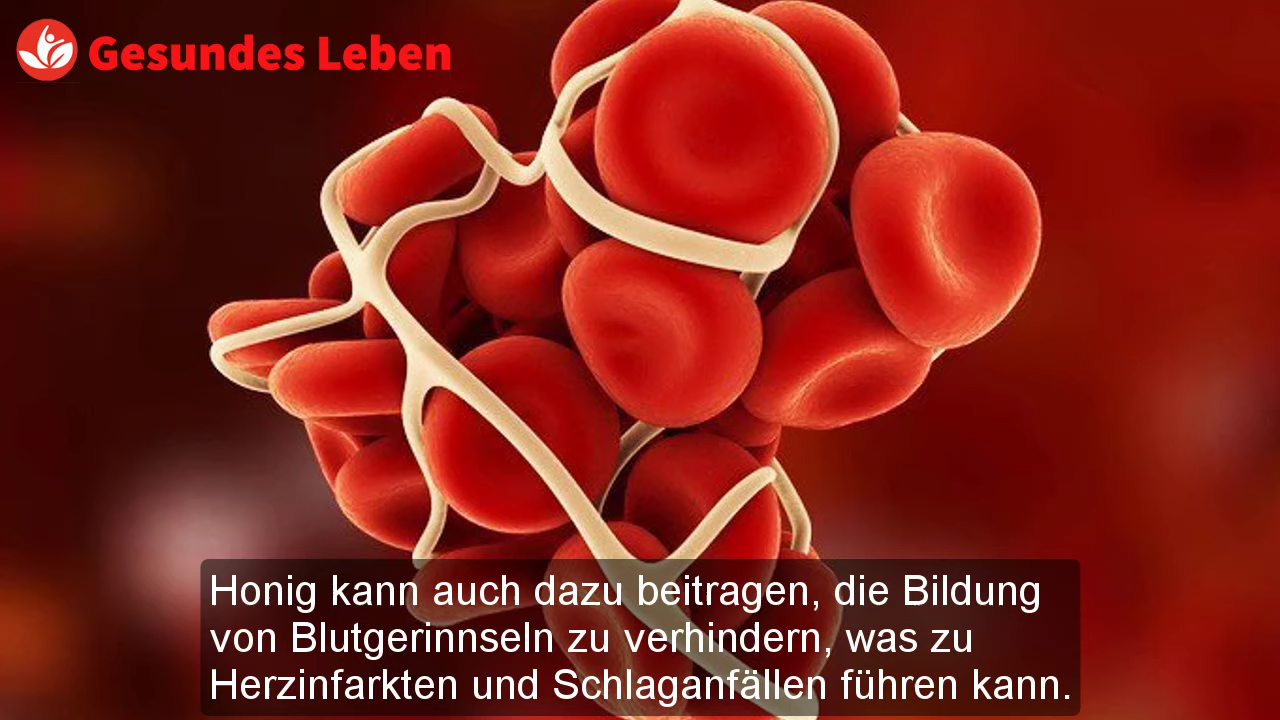 Gesundes Leben
Honig kann auch dazu beitragen, die Bildung
von Blutgerinnseln zu verhindern, was zu
Herzinfarkten und Schlaganfällen führen kann.